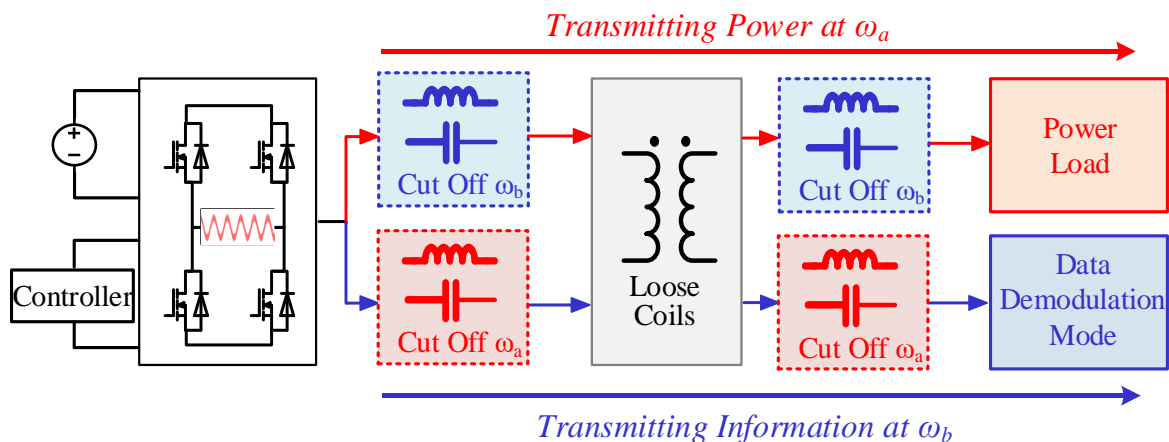 Transmitting Power at ωa
+
−
Controller
Cut Off ωb
Cut Off ωa
Loose
Coils
Cut Off ωb
Cut Off ωa
Power
Load
Data
Demodulation
Mode
Transmitting Information at ωb